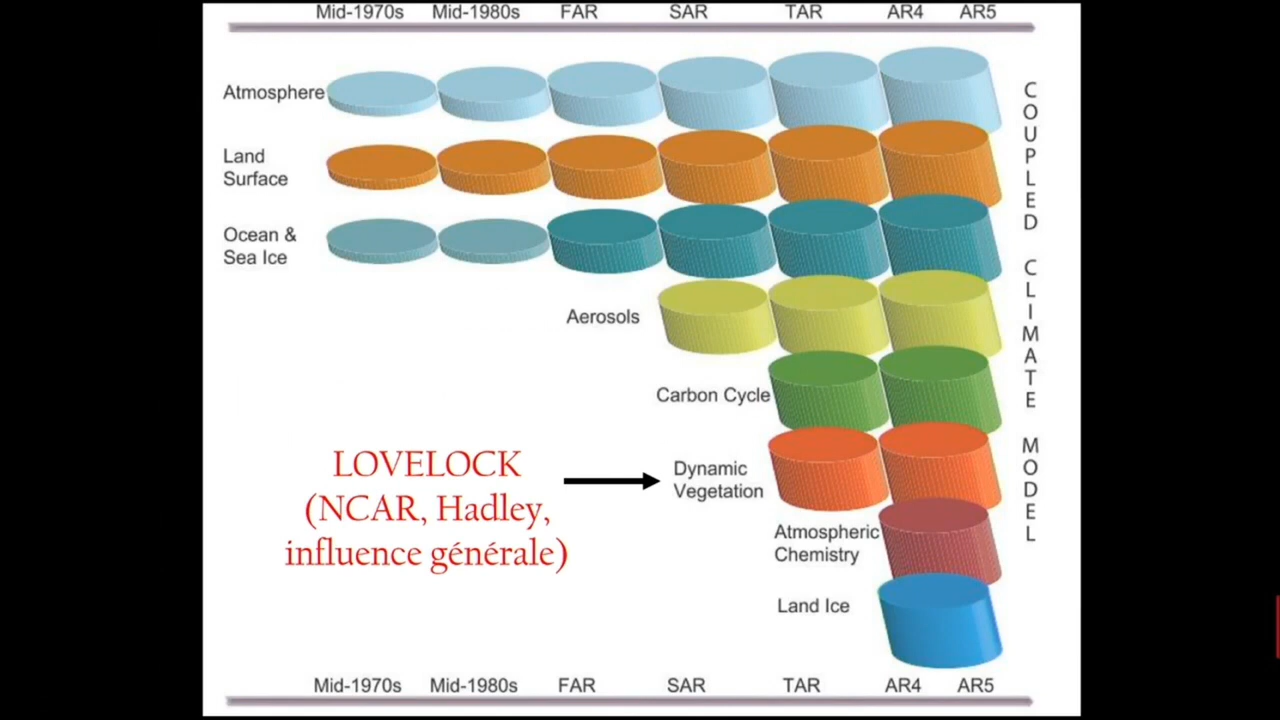 Mid-1970s Mid-1980s FAR SAR TAR AR4 AR5
Atmosphere
Land
Surface
Ocean &
Sea Ice
Aerosols
Carbon Cycle
LOVELOCK
(NCAR, Hadley,
influence générale)
Dynamic
Vegetation
Atmospheric
Chemistry
Land Ice
COUPLED CLIMATE MODEL
Mid-1970s Mid-1980s FAR SAR TAR AR4 AR5